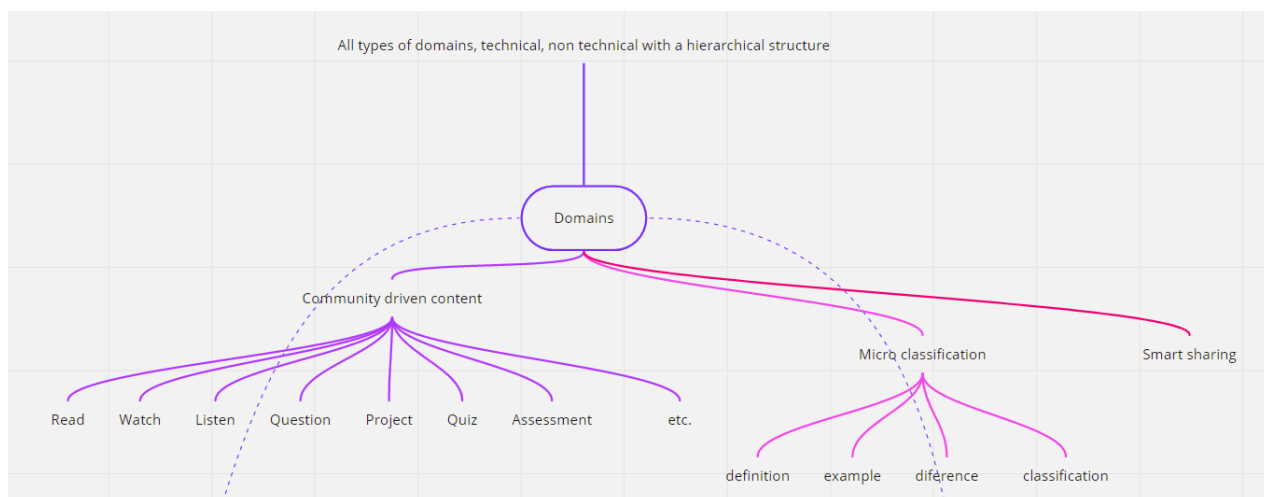 All types of domains, technical, non technical with a hierarchical structure
Domains
Community driven content
Micro classification
Smart sharing
Read
Watch
Listen
Question
Project
Quiz
Assessment
etc.
definition
example
diference
classification